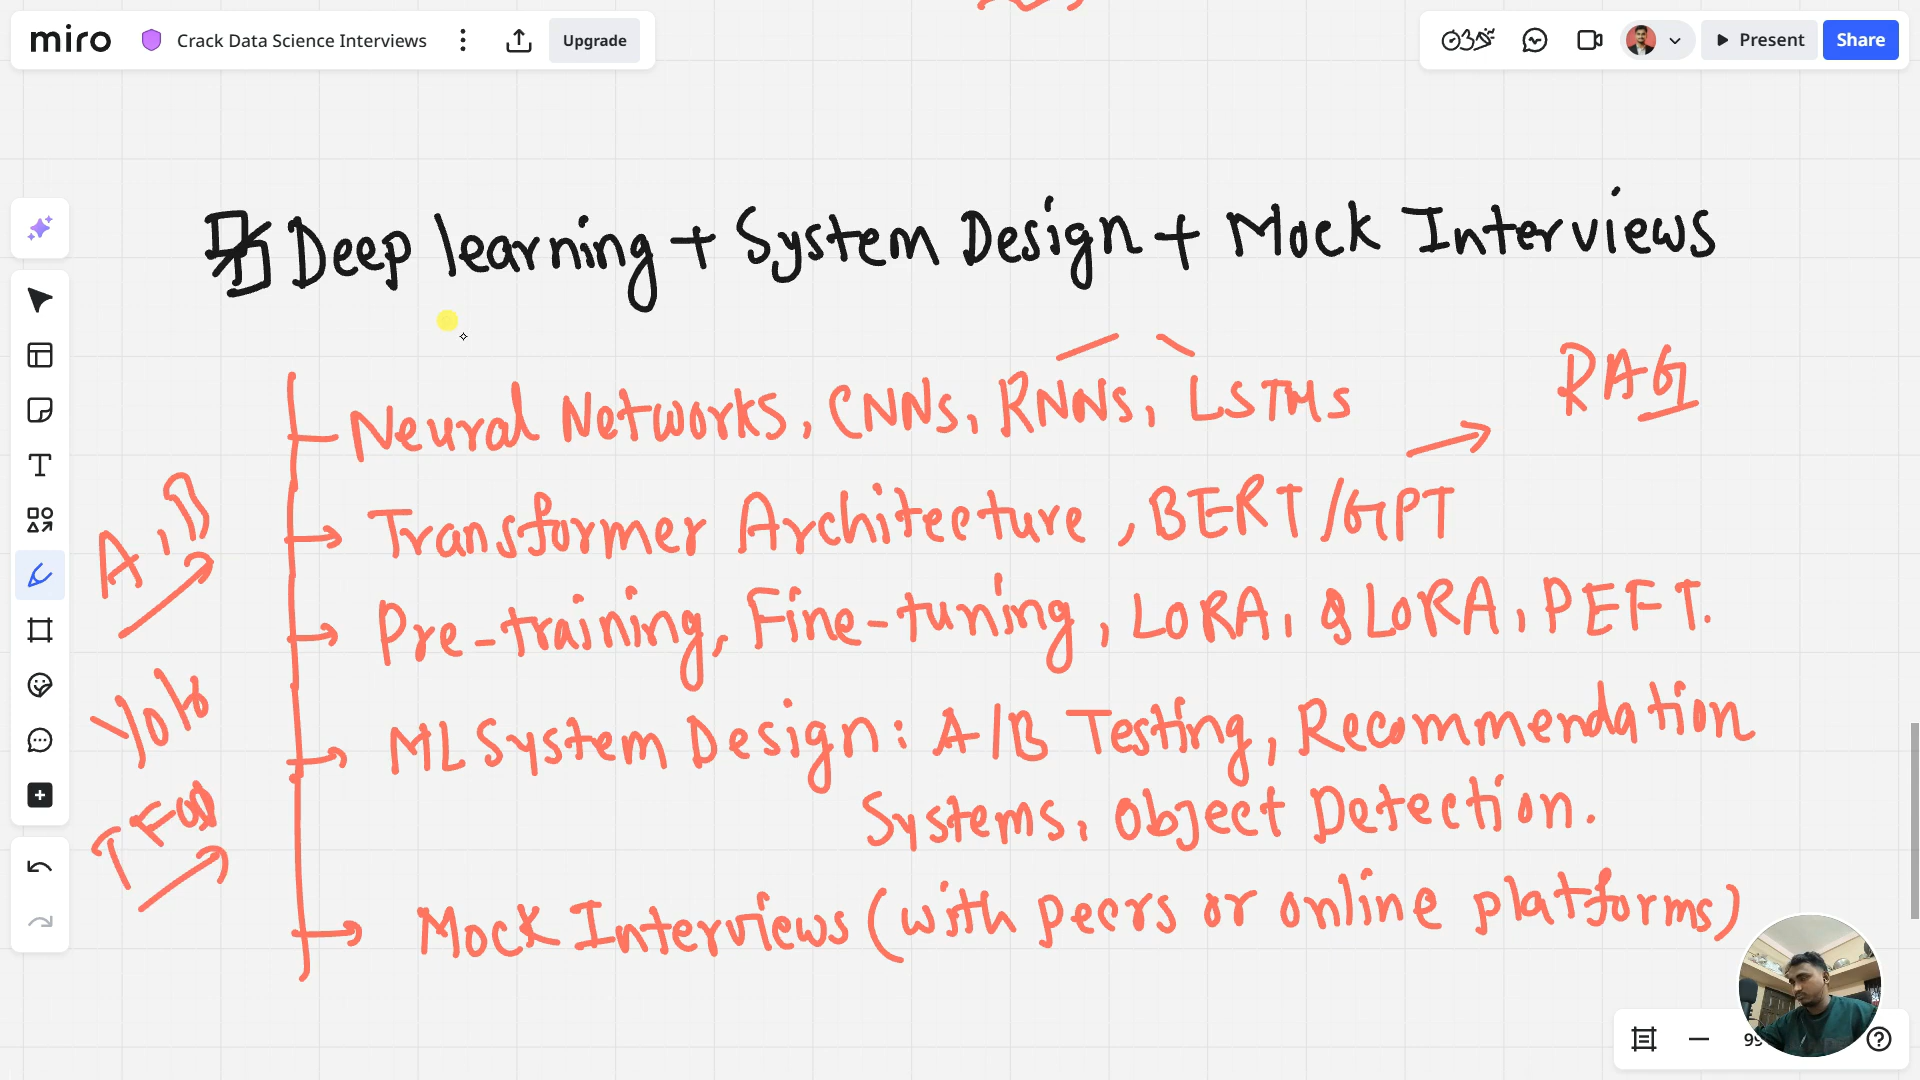 miro
Crack Data Science Interviews
Upgrade
Present
Share
Deep learning + System Design + Mock Interviews
RAG
Neural Networks, CNNs, RNNs, LSTMs
Transformer Architecture, BERT/GPT
A, B
Pre-training, Fine-tuning, LORA, QLORA, PEFT.
ML System Design: A/B Testing, Recommendation
Systems, Object Detection.
Mock Interviews (with peers or online platforms)
99